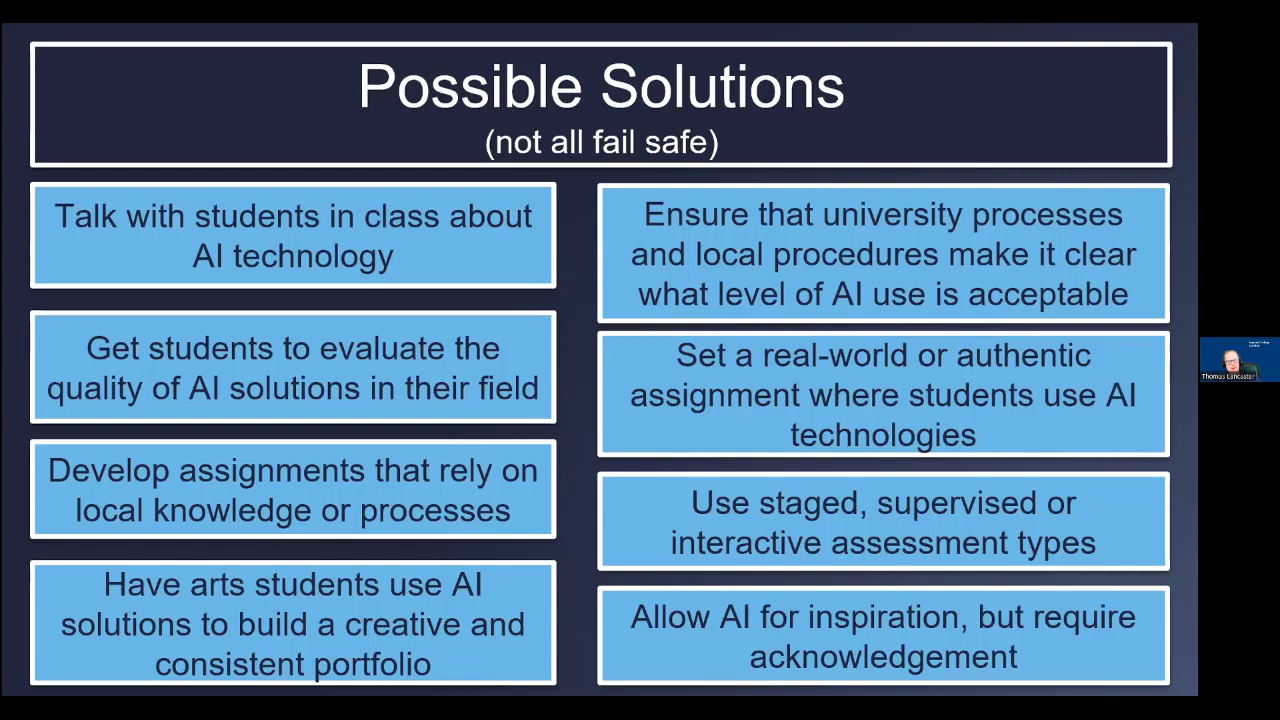 Possible Solutions
(not all fail safe)
Talk with students in class about
AI technology
Get students to evaluate the
quality of AI solutions in their field
Develop assignments that rely on
local knowledge or processes
Have arts students use AI
solutions to build a creative and
consistent portfolio
Ensure that university processes
and local procedures make it clear
what level of AI use is acceptable
Set a real-world or authentic
assignment where students use AI
technologies
Use staged, supervised or
interactive assessment types
Allow AI for inspiration, but require
acknowledgement
Imperial College
London
Thomas Lancaster